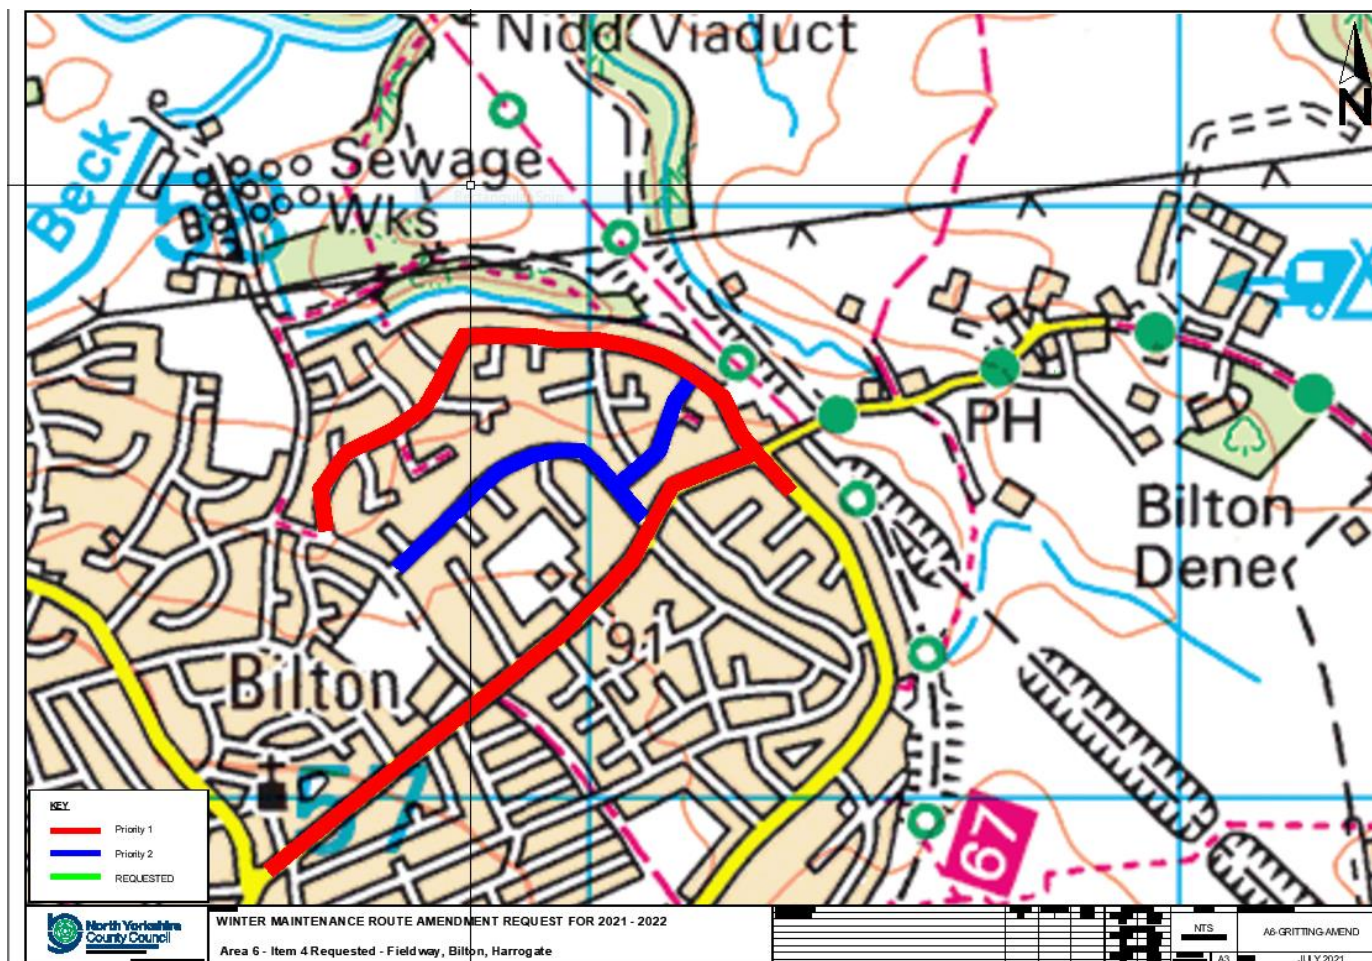 Nidd Viaduct
N
Beck
Sewage
Wks
55
PH
Bilton
Dene
91
Bilton
57
67
KEY
Priority 1
Priority 2
REQUESTED
North Yorkshire
County Council
WINTER MAINTENANCE ROUTE AMENDMENT REQUEST FOR 2021 - 2022
Area 6 - Item 4 Requested - Fieldway, Bilton, Harrogate
NTS
A6-GRITTING-AMEND
A3
JULY 2021